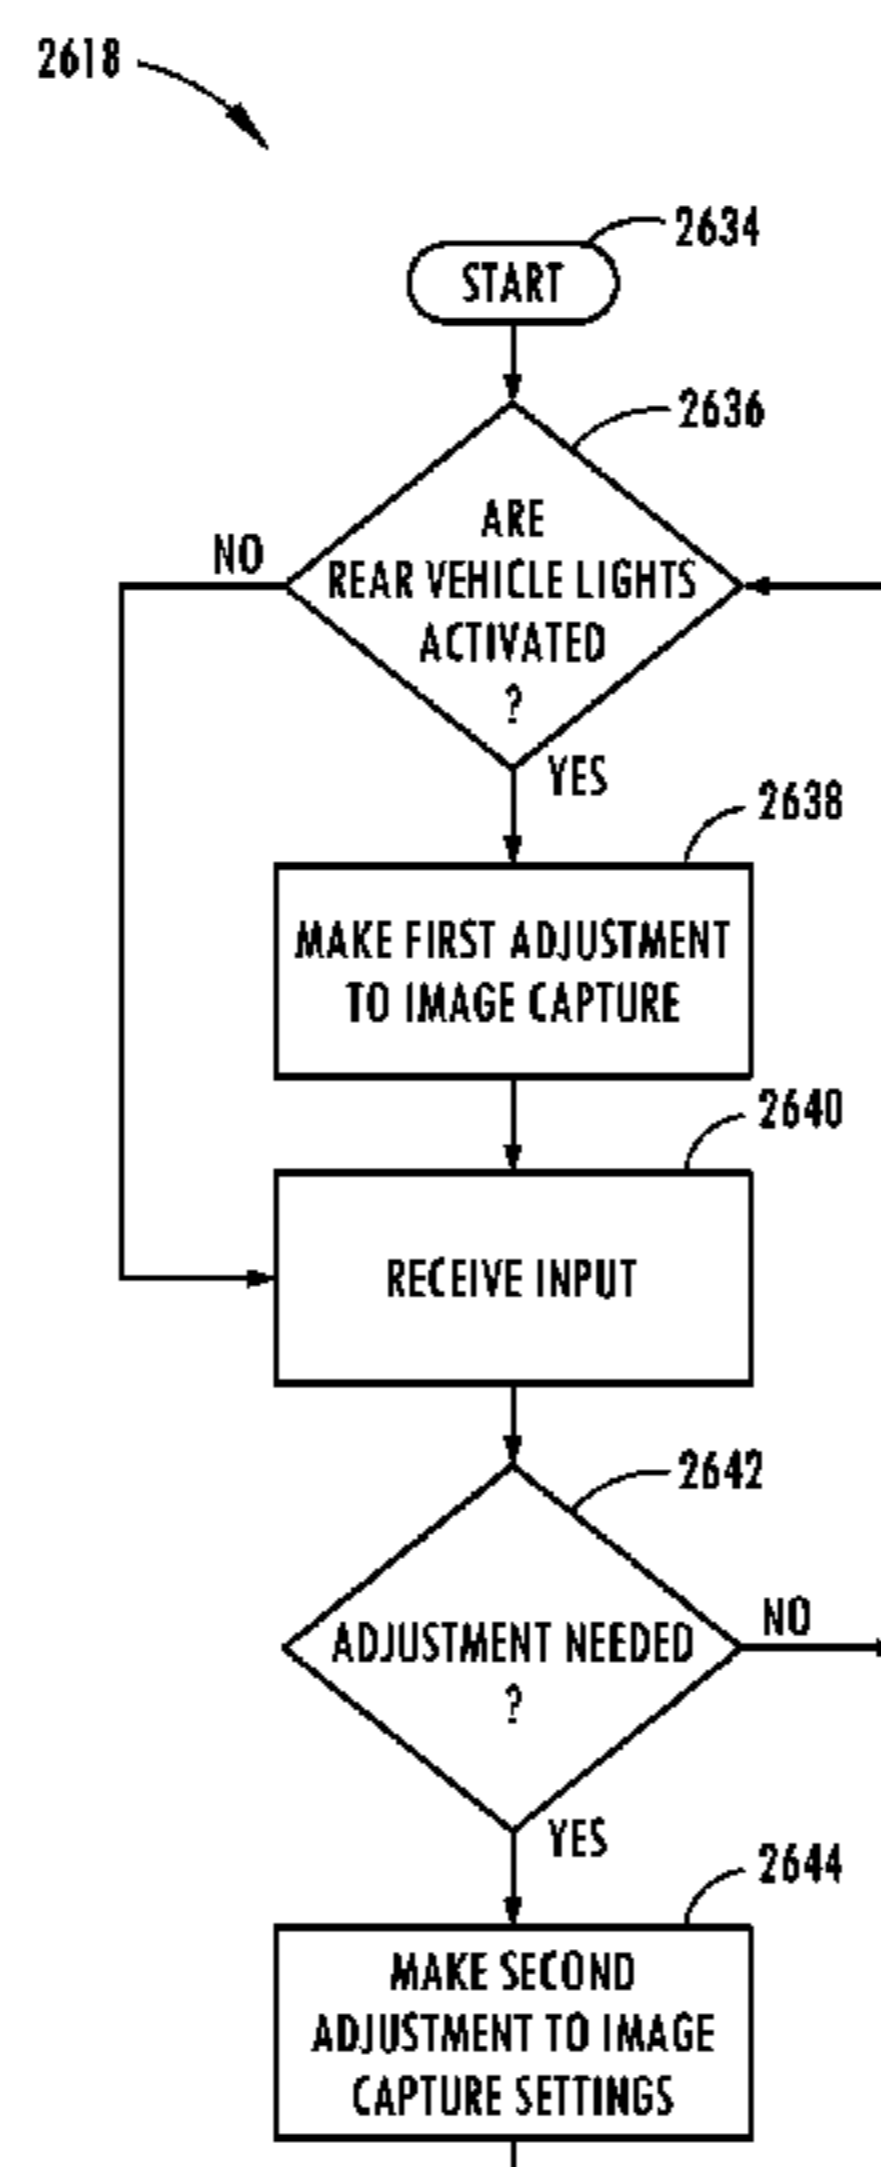 2618
2634
START
2636
ARE
NO
REAR VEHICLE LIGHTS
ACTIVATED
?
YES
2638
MAKE FIRST ADJUSTMENT
TO IMAGE CAPTURE
2640
RECEIVE INPUT
2642
NO
ADJUSTMENT NEEDED
?
YES
2644
MAKE SECOND
ADJUSTMENT TO IMAGE
CAPTURE SETTINGS